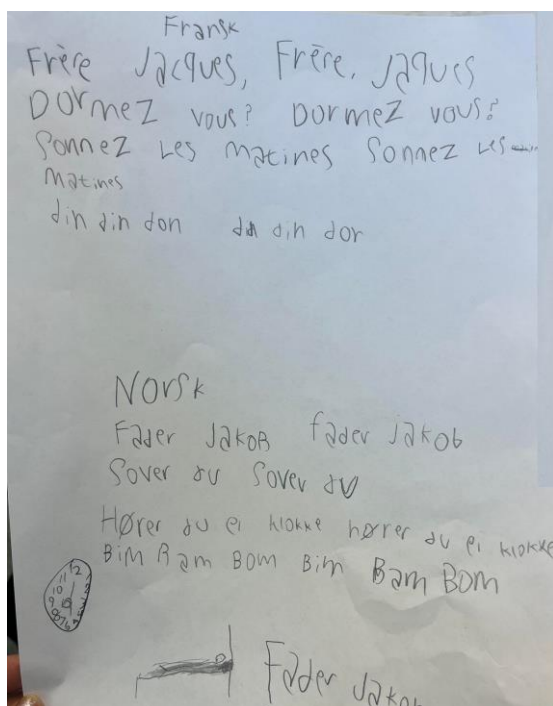 Fransk
Frère Jacques, Frère, Jaques
Dormez vous? Dormez vous?
Sonnez Les matines Sonnez Les
Matines
din din don din din dor
Norsk
Fader Jakob fader Jakob
Sover du Sover du
Hører du ei klokke hører du ei klokke
BiM Bam BOM Bim Bam BOM
Fader Jakob